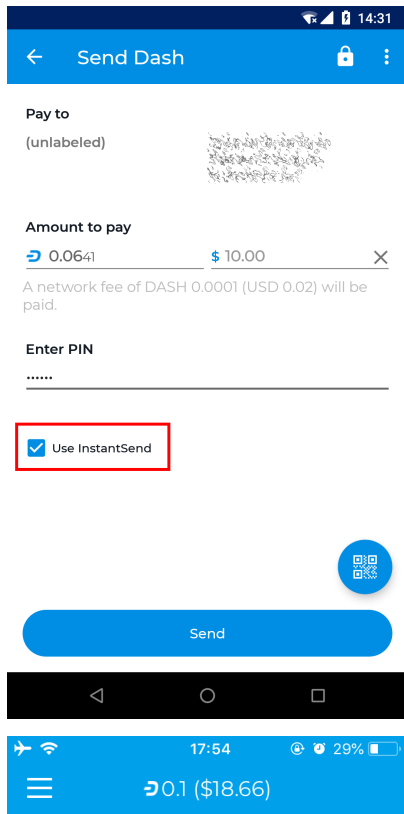 14:31
Send Dash
Pay to
(unlabeled)
Amount to pay
0.0641 $ 10.00
A network fee of DASH 0.0001 (USD 0.02) will be
paid.
Enter PIN
......
Use InstantSend
Send
17:54 29%
0.1 ($18.66)